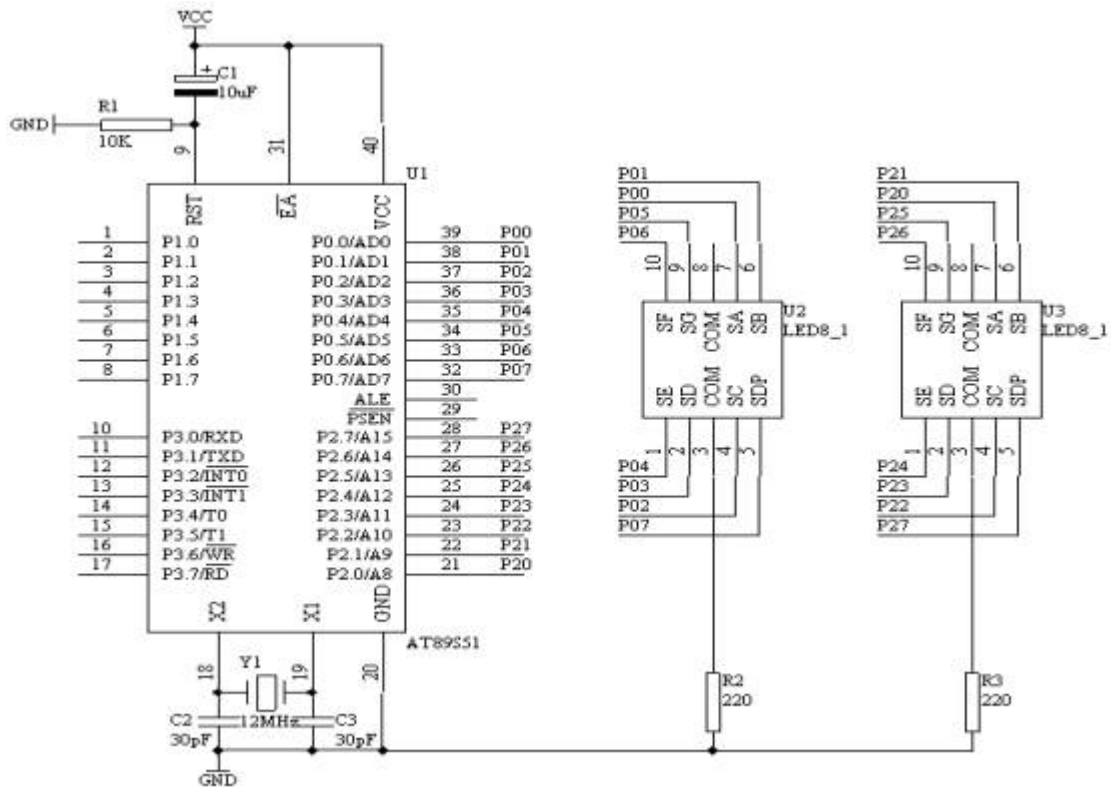 VCC
C1
10uF
R1
GND
10K
9
31
40
U1
RST
EA
VCC
1 P1.0 P0.0/AD0 39 P00
2 P1.1 P0.1/AD1 38 P01
3 P1.2 P0.2/AD2 37 P02
4 P1.3 P0.3/AD3 36 P03
5 P1.4 P0.4/AD4 35 P04
6 P1.5 P0.5/AD5 34 P05
7 P1.6 P0.6/AD6 33 P06
8 P1.7 P0.7/AD7 32 P07
ALE 30
PSEN 29
10 P3.0/RXD P2.7/A15 28 P27
11 P3.1/TXD P2.6/A14 27 P26
12 P3.2/INT0 P2.5/A13 26 P25
13 P3.3/INT1 P2.4/A12 25 P24
14 P3.4/T0 P2.3/A11 24 P23
15 P3.5/T1 P2.2/A10 23 P22
16 P3.6/WR P2.1/A9 22 P21
17 P3.7/RD P2.0/A8 21 P20
X2
X1
GND
AT89S51
18
Y1
19
20
C2
12MHz
C3
30pF
30pF
GND
P01
P00
P05
P06
10 9 8 7 6
SF SG COM SA SB
U2
LED8_1
SE SD COM SC SDP
1 2 3 4 5
P04
P03
P02
P07
R2
220
P21
P20
P25
P26
10 9 8 7 6
SF SG COM SA SB
U3
LED8_1
SE SD COM SC SDP
1 2 3 4 5
P24
P23
P22
P27
R3
220